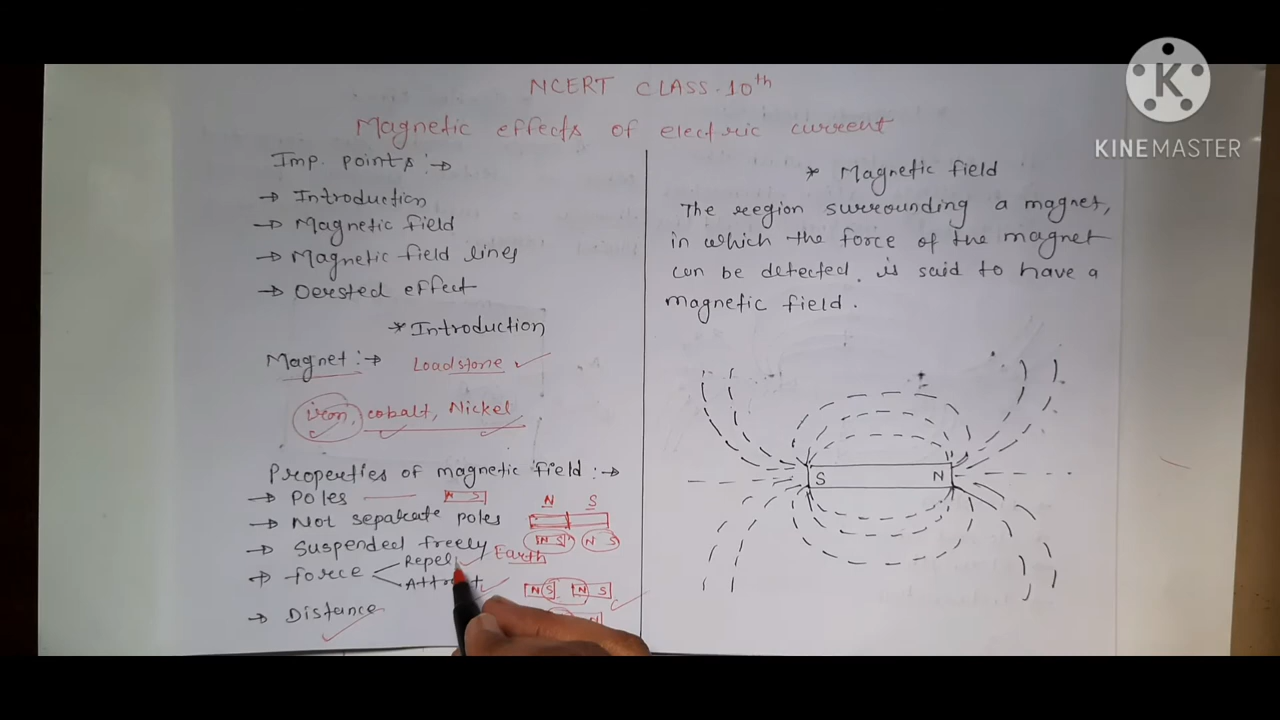 NCERT CLASS.10th
Magnetic effects of electric current
Imp. points :→
→ Introduction
→ Magnetic field
→ Magnetic field lines
→ Oersted effect
* Introduction
Magnet :→ Loadstone ✓
iron, cobalt, Nickel
Properties of magnetic field :→
→ Poles N S
→ Not separate poles N S
N S N S
→ Suspended freely Earth
→ force Repel
N S N S
→ Distance
* Magnetic field
The reegion surrounding a magnet,
in which the force of the magnet
can be detected. is said to have a
magnetic field.
S N
K
KINEMASTER